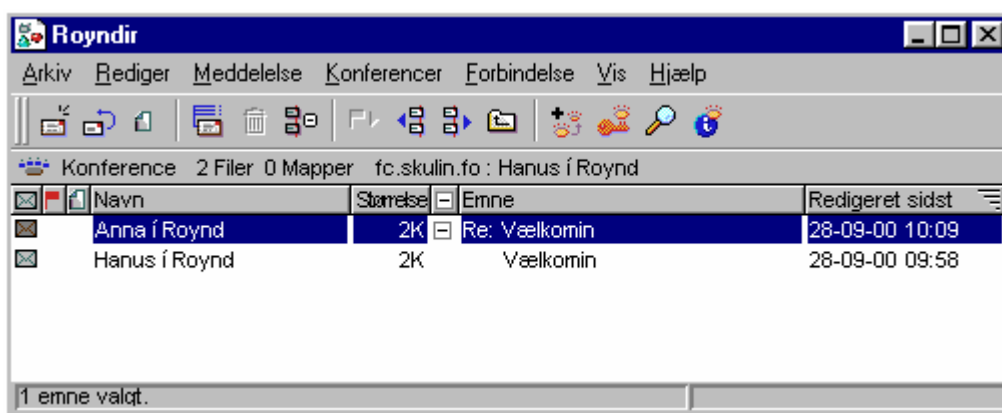 Royndir
Arkiv Rediger Meddelelse Konferencer Forbindelse Vis Hjælp
Konference 2 Filer 0 Mapper fc.skulin.fo : Hanus í Roynd
Navn Størrelse Emne Redigeret sidst
Anna í Roynd 2K Re: Vælkomin 28-09-00 10:09
Hanus í Roynd 2K Vælkomin 28-09-00 09:58
1 emne valgt.